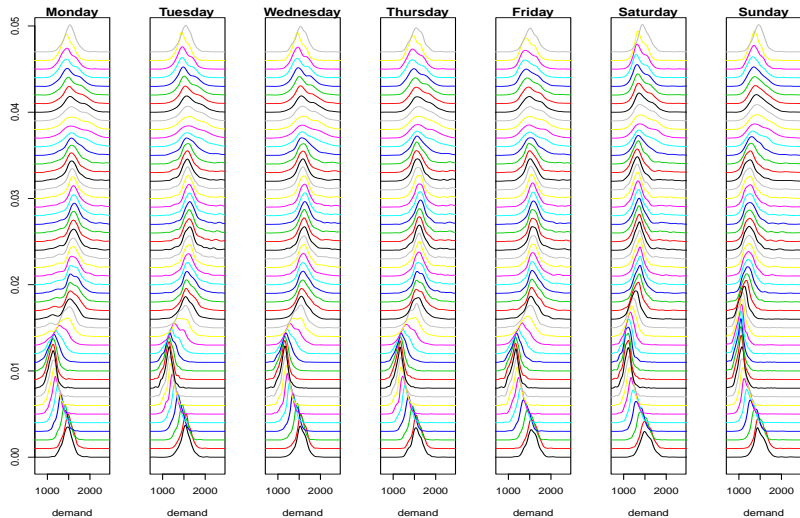 Monday Tuesday Wednesday Thursday Friday Saturday Sunday
0.05
0.04
0.03
0.02
0.01
0.00
1000 2000 1000 2000 1000 2000 1000 2000 1000 2000 1000 2000 1000 2000
demand demand demand demand demand demand demand